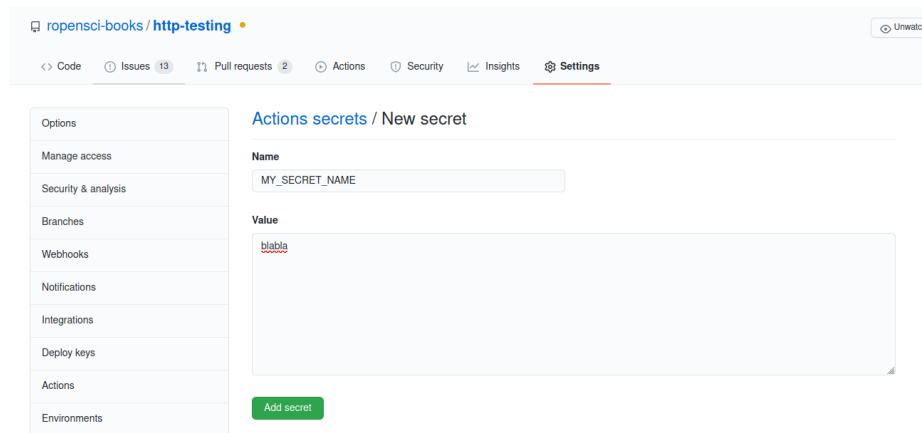 ropensci-books / http-testing
Unwatc
Code Issues 13 Pull requests 2 Actions Security Insights Settings
Options
Manage access
Security & analysis
Branches
Webhooks
Notifications
Integrations
Deploy keys
Actions
Environments
Actions secrets / New secret
Name
MY_SECRET_NAME
Value
blabla
Add secret